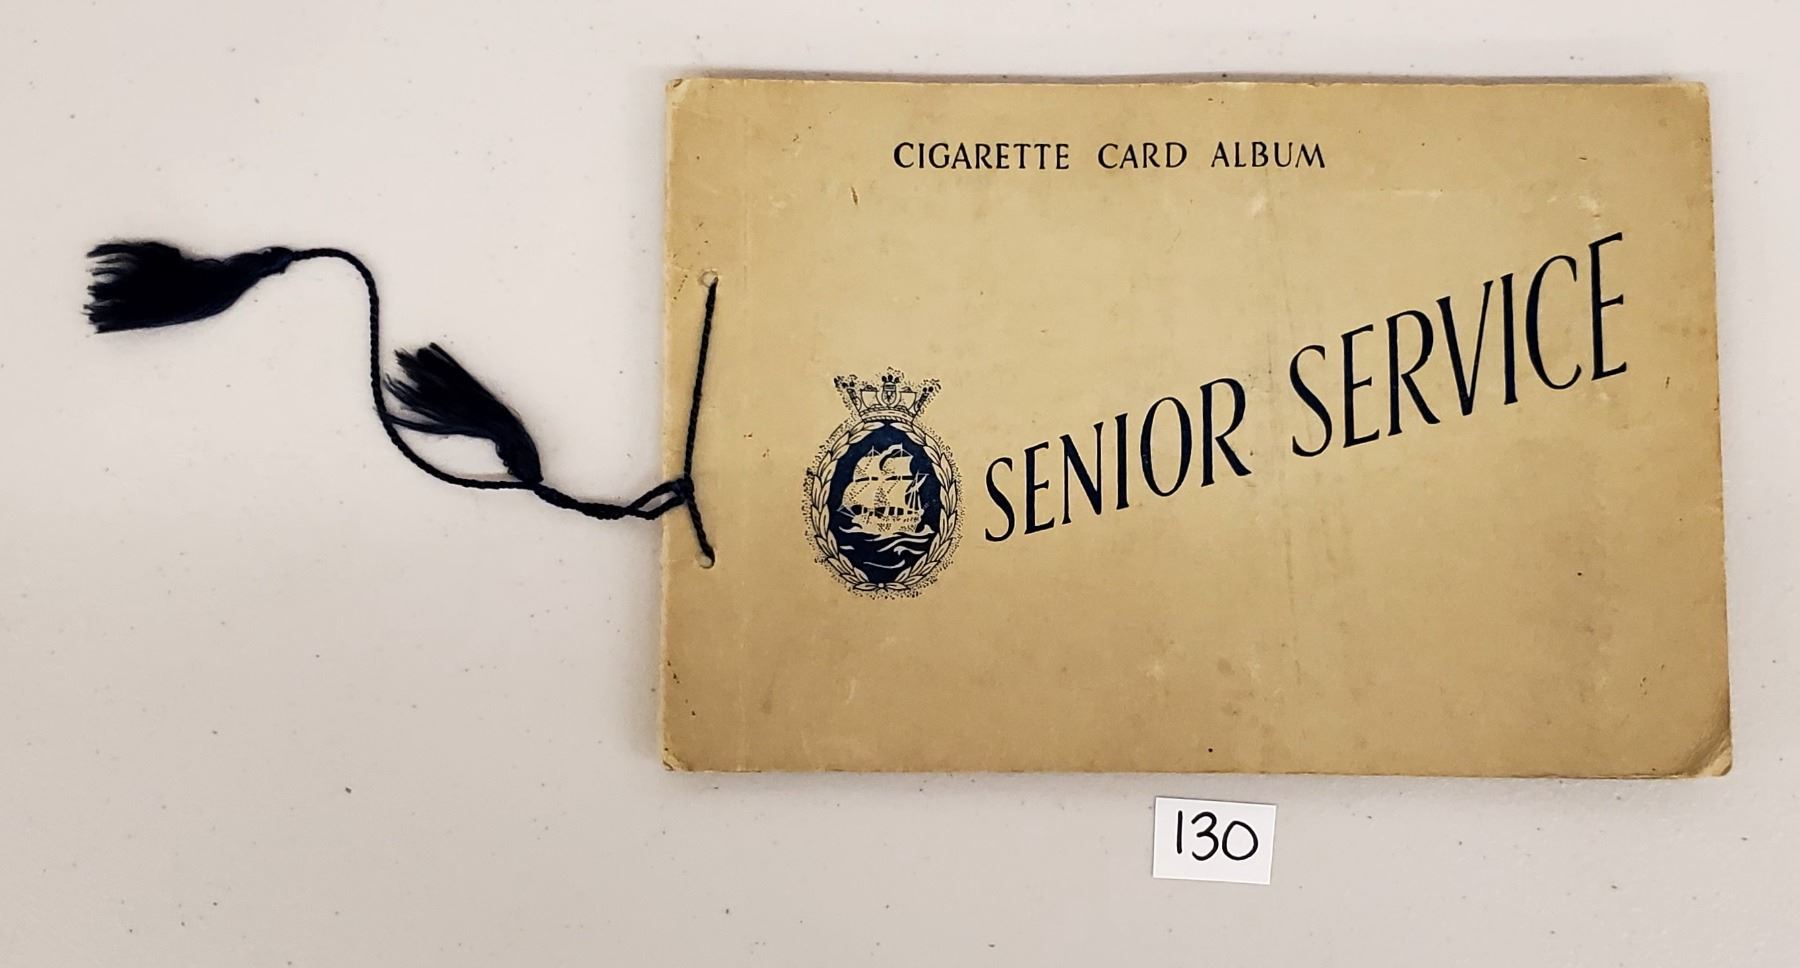 CIGARETTE CARD ALBUM
SENIOR SERVICE
130